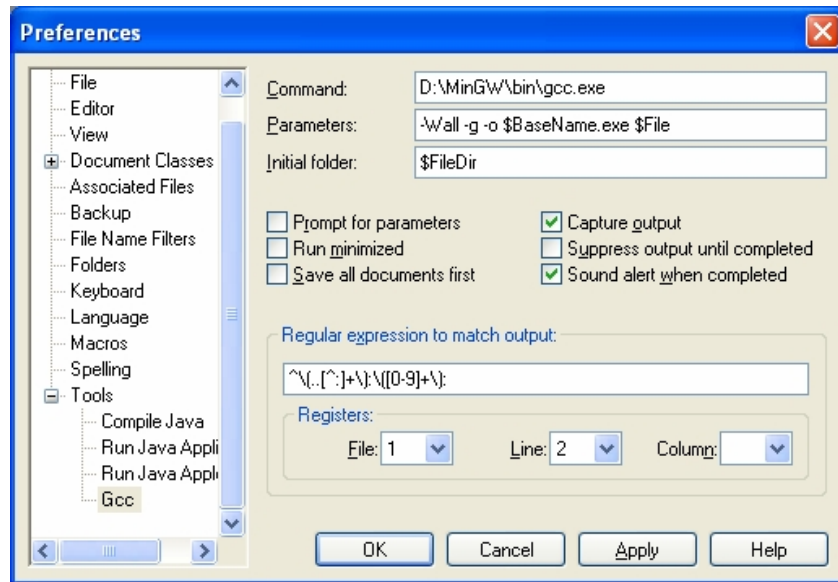 Preferences
File
Editor
View
Document Classes
Associated Files
Backup
File Name Filters
Folders
Keyboard
Language
Macros
Spelling
Tools
Compile Java
Run Java Appli
Run Java Apple
Gcc
Command: D:\MinGW\bin\gcc.exe
Parameters: -Wall -g -o $BaseName.exe $File
Initial folder: $FileDir
Prompt for parameters
Capture output
Run minimized
Suppress output until completed
Save all documents first
Sound alert when completed
Regular expression to match output:
^\(..[^:]+\):\([0-9]+\):
Registers:
File: 1 Line: 2 Column:
OK Cancel Apply Help